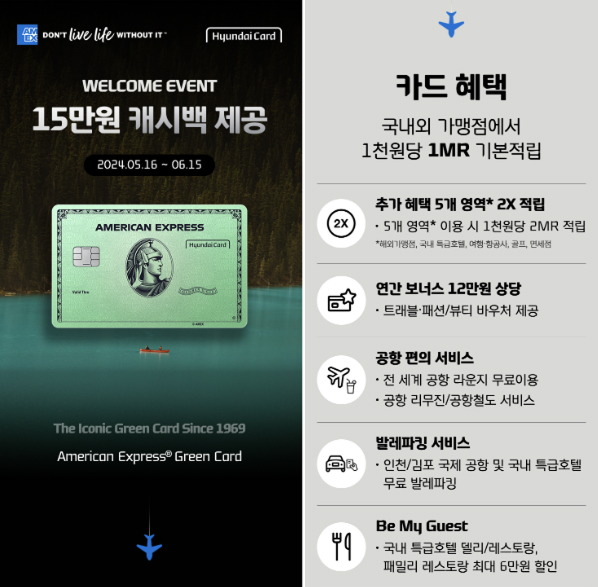 AM
EX
DON'T live life WITHOUT IT™
HyundaiCard
WELCOME EVENT
15만원 캐시백 제공
2024.05.16 ~ 06.15
AMERICAN EXPRESS
HyundaiCard
The Iconic Green Card Since 1969
American Express® Green Card
카드 혜택
국내외 가맹점에서
1천원당 1MR 기본적립
2X
추가 혜택 5개 영역* 2X 적립
• 5개 영역* 이용 시 1천원당 2MR 적립
*해외가맹점, 국내 특급호텔, 여행·항공사, 골프, 면세점
연간 보너스 12만원 상당
• 트래블·패션/뷰티 바우처 제공
공항 편의 서비스
• 전 세계 공항 라운지 무료이용
• 공항 리무진/공항철도 서비스
발레파킹 서비스
• 인천/김포 국제 공항 및 국내 특급호텔
무료 발레파킹
Be My Guest
• 국내 특급호텔 델리/레스토랑,
패밀리 레스토랑 최대 6만원 할인